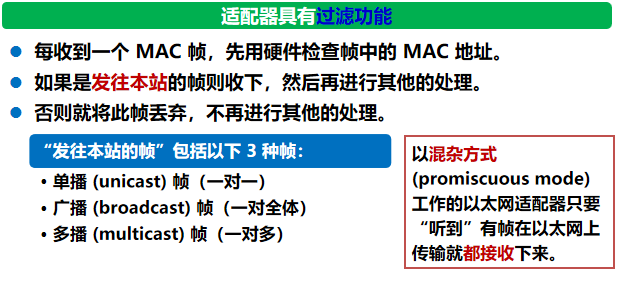 适配器具有过滤功能
● 每收到一个 MAC 帧，先用硬件检查帧中的 MAC 地址。
● 如果是发往本站的帧则收下，然后再进行其他的处理。
● 否则就将此帧丢弃，不再进行其他的处理。
“发往本站的帧”包括以下 3 种帧：
• 单播 (unicast) 帧（一对一）
• 广播 (broadcast) 帧（一对全体）
• 多播 (multicast) 帧（一对多）
以混杂方式
(promiscuous mode)
工作的以太网适配器只要
“听到”有帧在以太网上
传输就都接收下来。